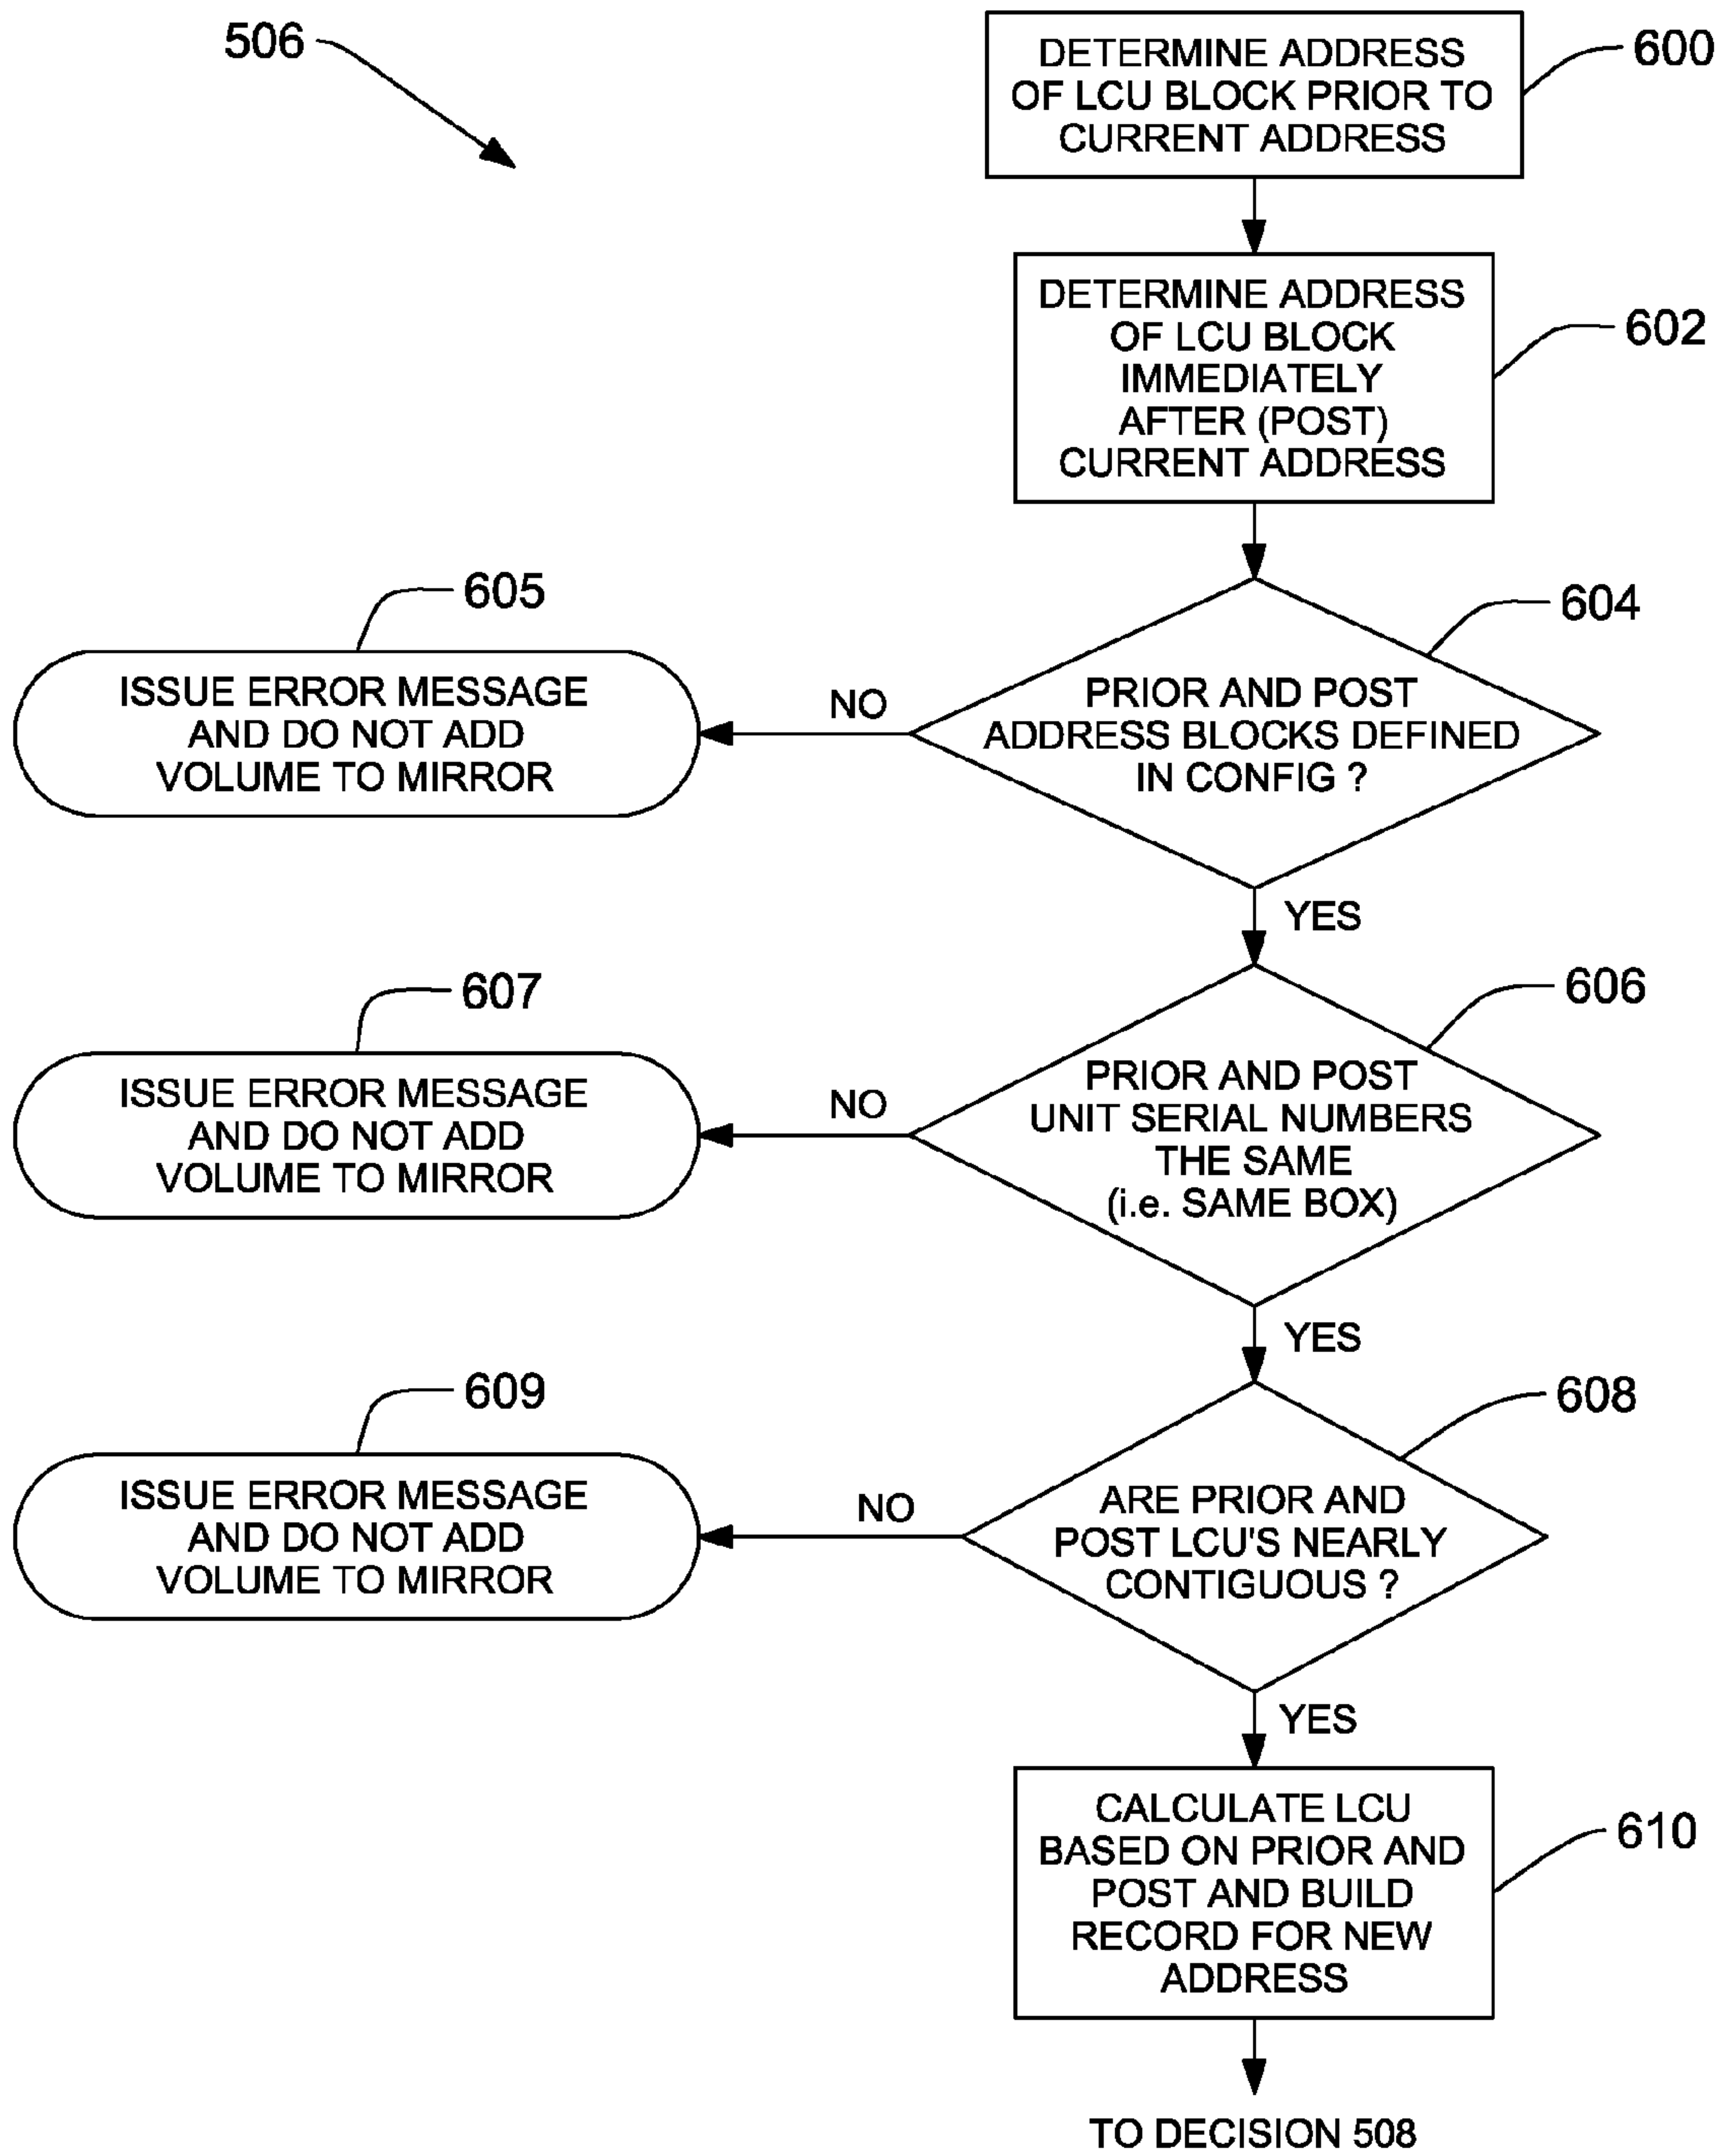 506
DETERMINE ADDRESS
OF LCU BLOCK PRIOR TO
CURRENT ADDRESS
600
DETERMINE ADDRESS
OF LCU BLOCK
IMMEDIATELY
AFTER (POST)
CURRENT ADDRESS
602
604
PRIOR AND POST
ADDRESS BLOCKS DEFINED
IN CONFIG ?
NO
605
ISSUE ERROR MESSAGE
AND DO NOT ADD
VOLUME TO MIRROR
YES
606
PRIOR AND POST
UNIT SERIAL NUMBERS
THE SAME
(i.e. SAME BOX)
NO
607
ISSUE ERROR MESSAGE
AND DO NOT ADD
VOLUME TO MIRROR
YES
608
ARE PRIOR AND
POST LCU'S NEARLY
CONTIGUOUS ?
NO
609
ISSUE ERROR MESSAGE
AND DO NOT ADD
VOLUME TO MIRROR
YES
CALCULATE LCU
BASED ON PRIOR AND
POST AND BUILD
RECORD FOR NEW
ADDRESS
610
TO DECISION 508